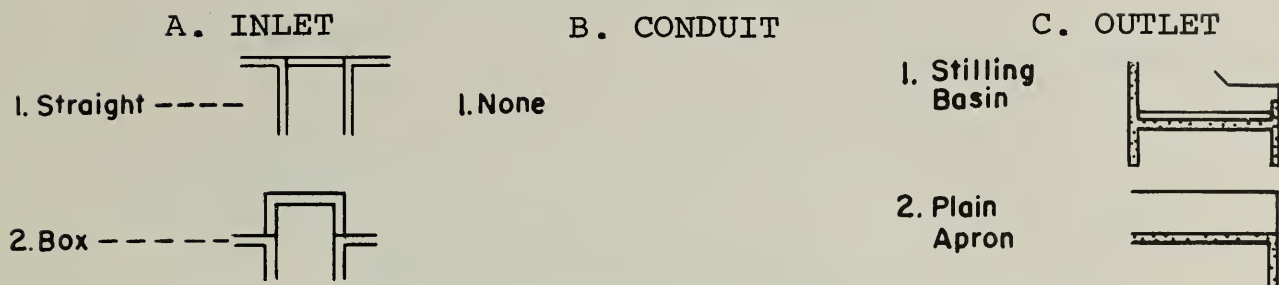 A. INLET
B. CONDUIT
C. OUTLET
1. Straight
2. Box
1. None
1. Stilling
Basin
2. Plain
Apron